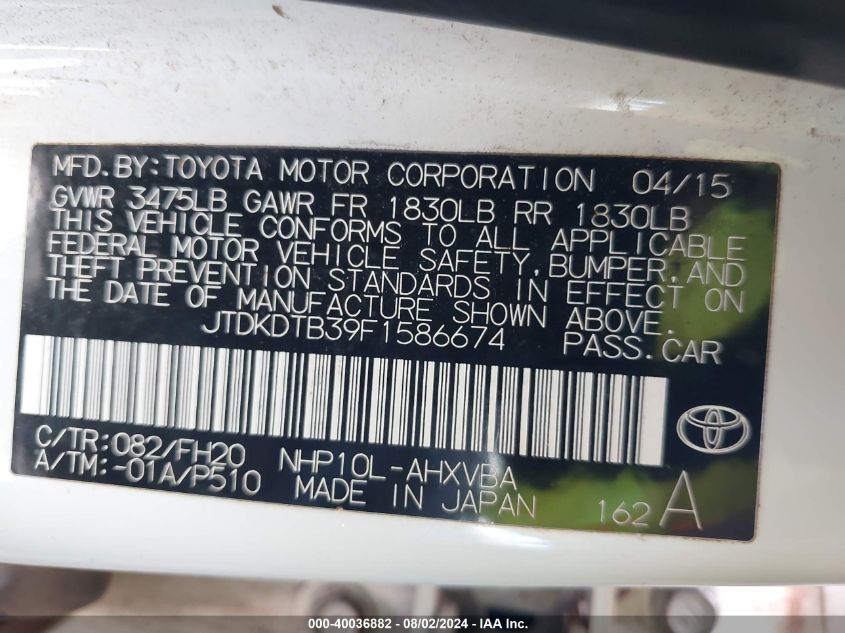 MFD.BY:TOYOTA MOTOR CORPORATION 04/15
GVWR 3475LB GAWR FR 1830LB RR 1830LB
THIS VEHICLE CONFORMS TO ALL APPLICABLE
FEDERAL MOTOR VEHICLE SAFETY,BUMPER,AND
THEFT PREVENTION STANDARDS IN EFFECT ON
THE DATE OF MANUFACTURE SHOWN ABOVE.
JTDKDTB39F1586674 PASS.CAR
C/TR:082/FH20 NHP10L-AHXVBA
A/TM:-01A/P510 MADE IN JAPAN 162 A
000-40036882 - 08/02/2024 - © IAA Inc.